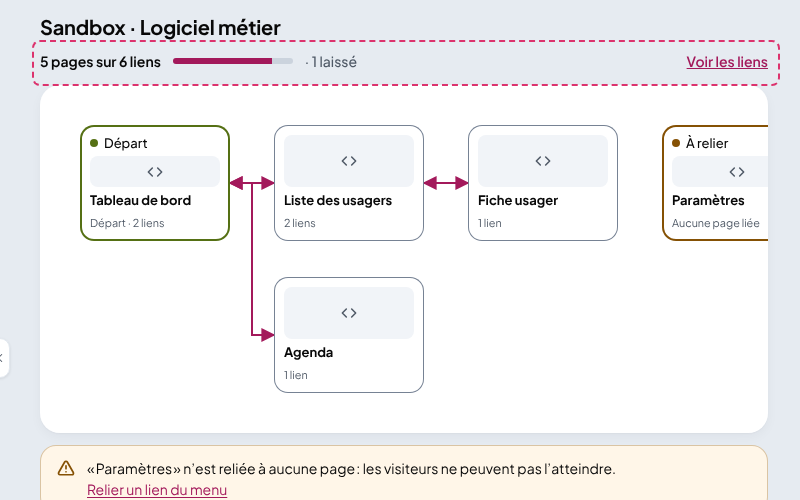 Sandbox · Logiciel métier
5 pages sur 6 liens · 1 laissé Voir les liens
Départ
Tableau de bord
Départ · 2 liens
Liste des usagers
2 liens
Fiche usager
1 lien
À relier
Paramètres
Aucune page liée
Agenda
1 lien
« Paramètres » n’est reliée à aucune page : les visiteurs ne peuvent pas l’atteindre.
Relier un lien du menu